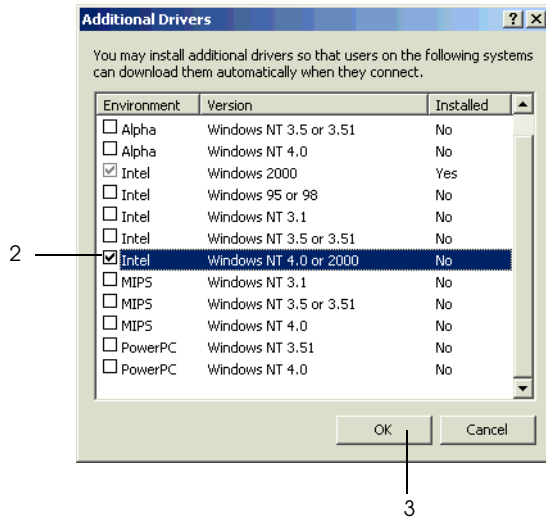 Additional Drivers
You may install additional drivers so that users on the following systems
can download them automatically when they connect.
Environment Version Installed
Alpha Windows NT 3.5 or 3.51 No
Alpha Windows NT 4.0 No
Intel Windows 2000 Yes
Intel Windows 95 or 98 No
Intel Windows NT 3.1 No
Intel Windows NT 3.5 or 3.51 No
2 Intel Windows NT 4.0 or 2000 No
MIPS Windows NT 3.1 No
MIPS Windows NT 3.5 or 3.51 No
MIPS Windows NT 4.0 No
PowerPC Windows NT 3.51 No
PowerPC Windows NT 4.0 No
OK Cancel
3